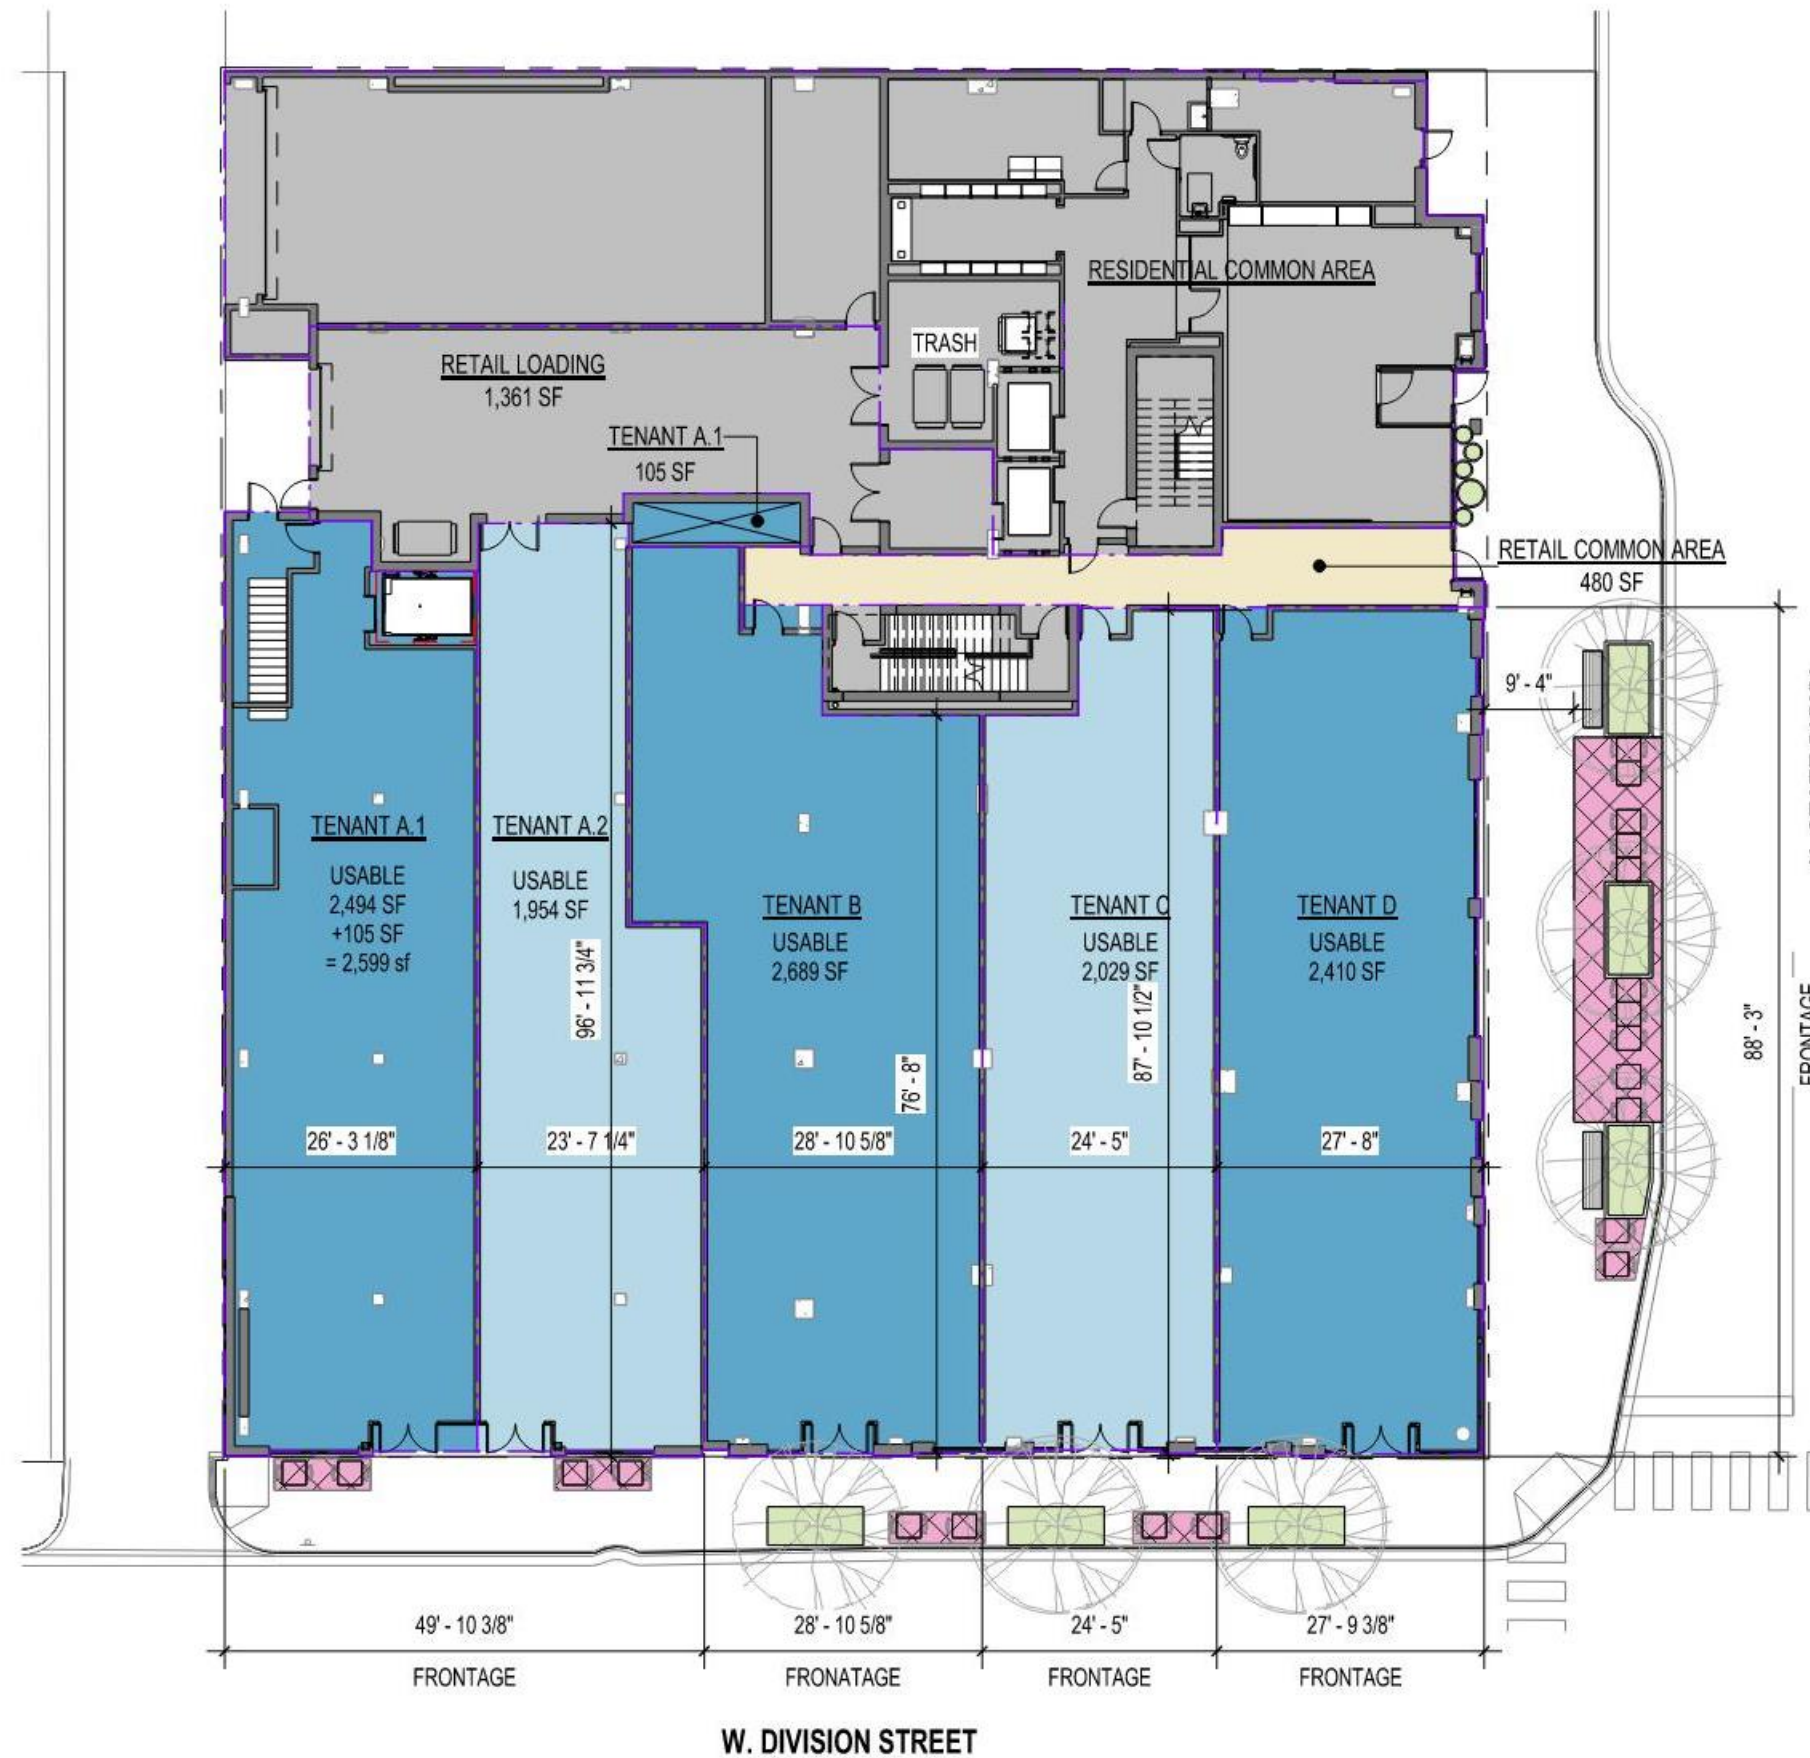 RESIDENTIAL COMMON AREA
TRASH
RETAIL LOADING
1,361 SF
TENANT A.1
105 SF
RETAIL COMMON AREA
480 SF
9' - 4"
TENANT A.1
USABLE
2,494 SF
+105 SF
= 2,599 sf
TENANT A.2
USABLE
1,954 SF
TENANT B
USABLE
2,689 SF
TENANT C
USABLE
2,029 SF
TENANT D
USABLE
2,410 SF
96' - 11 3/4"
76' - 8"
87' - 10 1/2"
88' - 3"
FRONTAGE
26' - 3 1/8"
23' - 7 1/4"
28' - 10 5/8"
24' - 5"
27' - 8"
49' - 10 3/8"
28' - 10 5/8"
24' - 5"
27' - 9 3/8"
FRONTAGE
FRONATAGE
FRONTAGE
FRONTAGE
W. DIVISION STREET